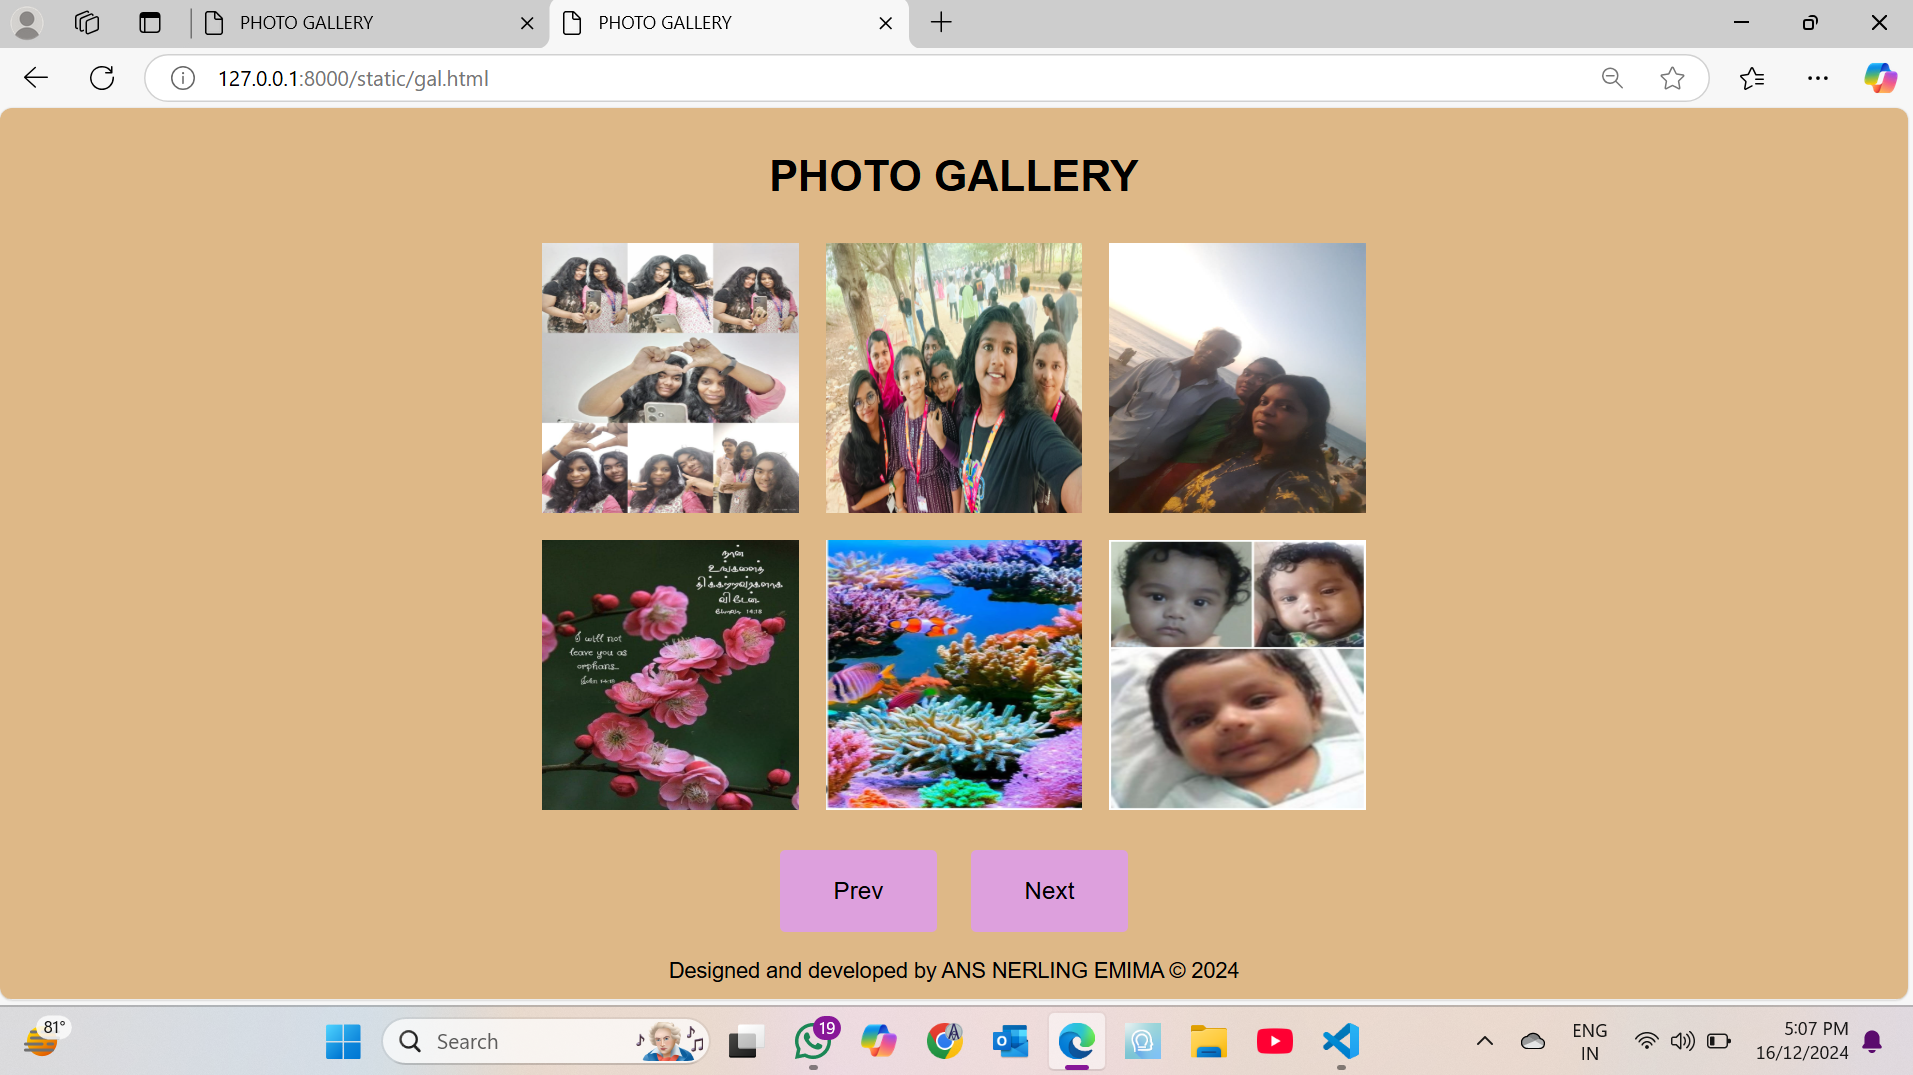 PHOTO GALLERY
PHOTO GALLERY
127.0.0.1:8000/static/gal.html
PHOTO GALLERY
நான்
உங்களைத்
திக்கற்றவர்களாக
விடேன்
யோவான் 14:18
I will not
leave you as
orphans...
John 14:18
Prev
Next
Designed and developed by ANS NERLING EMIMA © 2024
81°
Search
19
ENG
IN
5:07 PM
16/12/2024